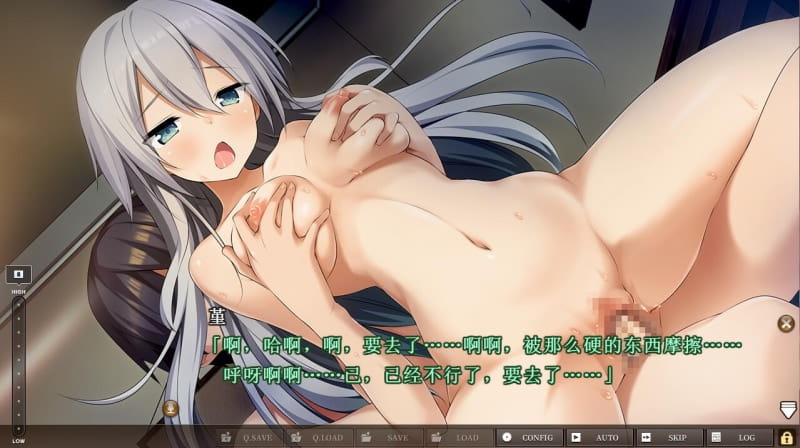 HIGH
LOW
堇
「啊，哈啊，啊，要去了……啊啊，被那么硬的东西摩擦……
呼呀啊啊……已，已经不行了，要去了……」
Q.SAVE Q.LOAD SAVE LOAD CONFIG AUTO SKIP LOG